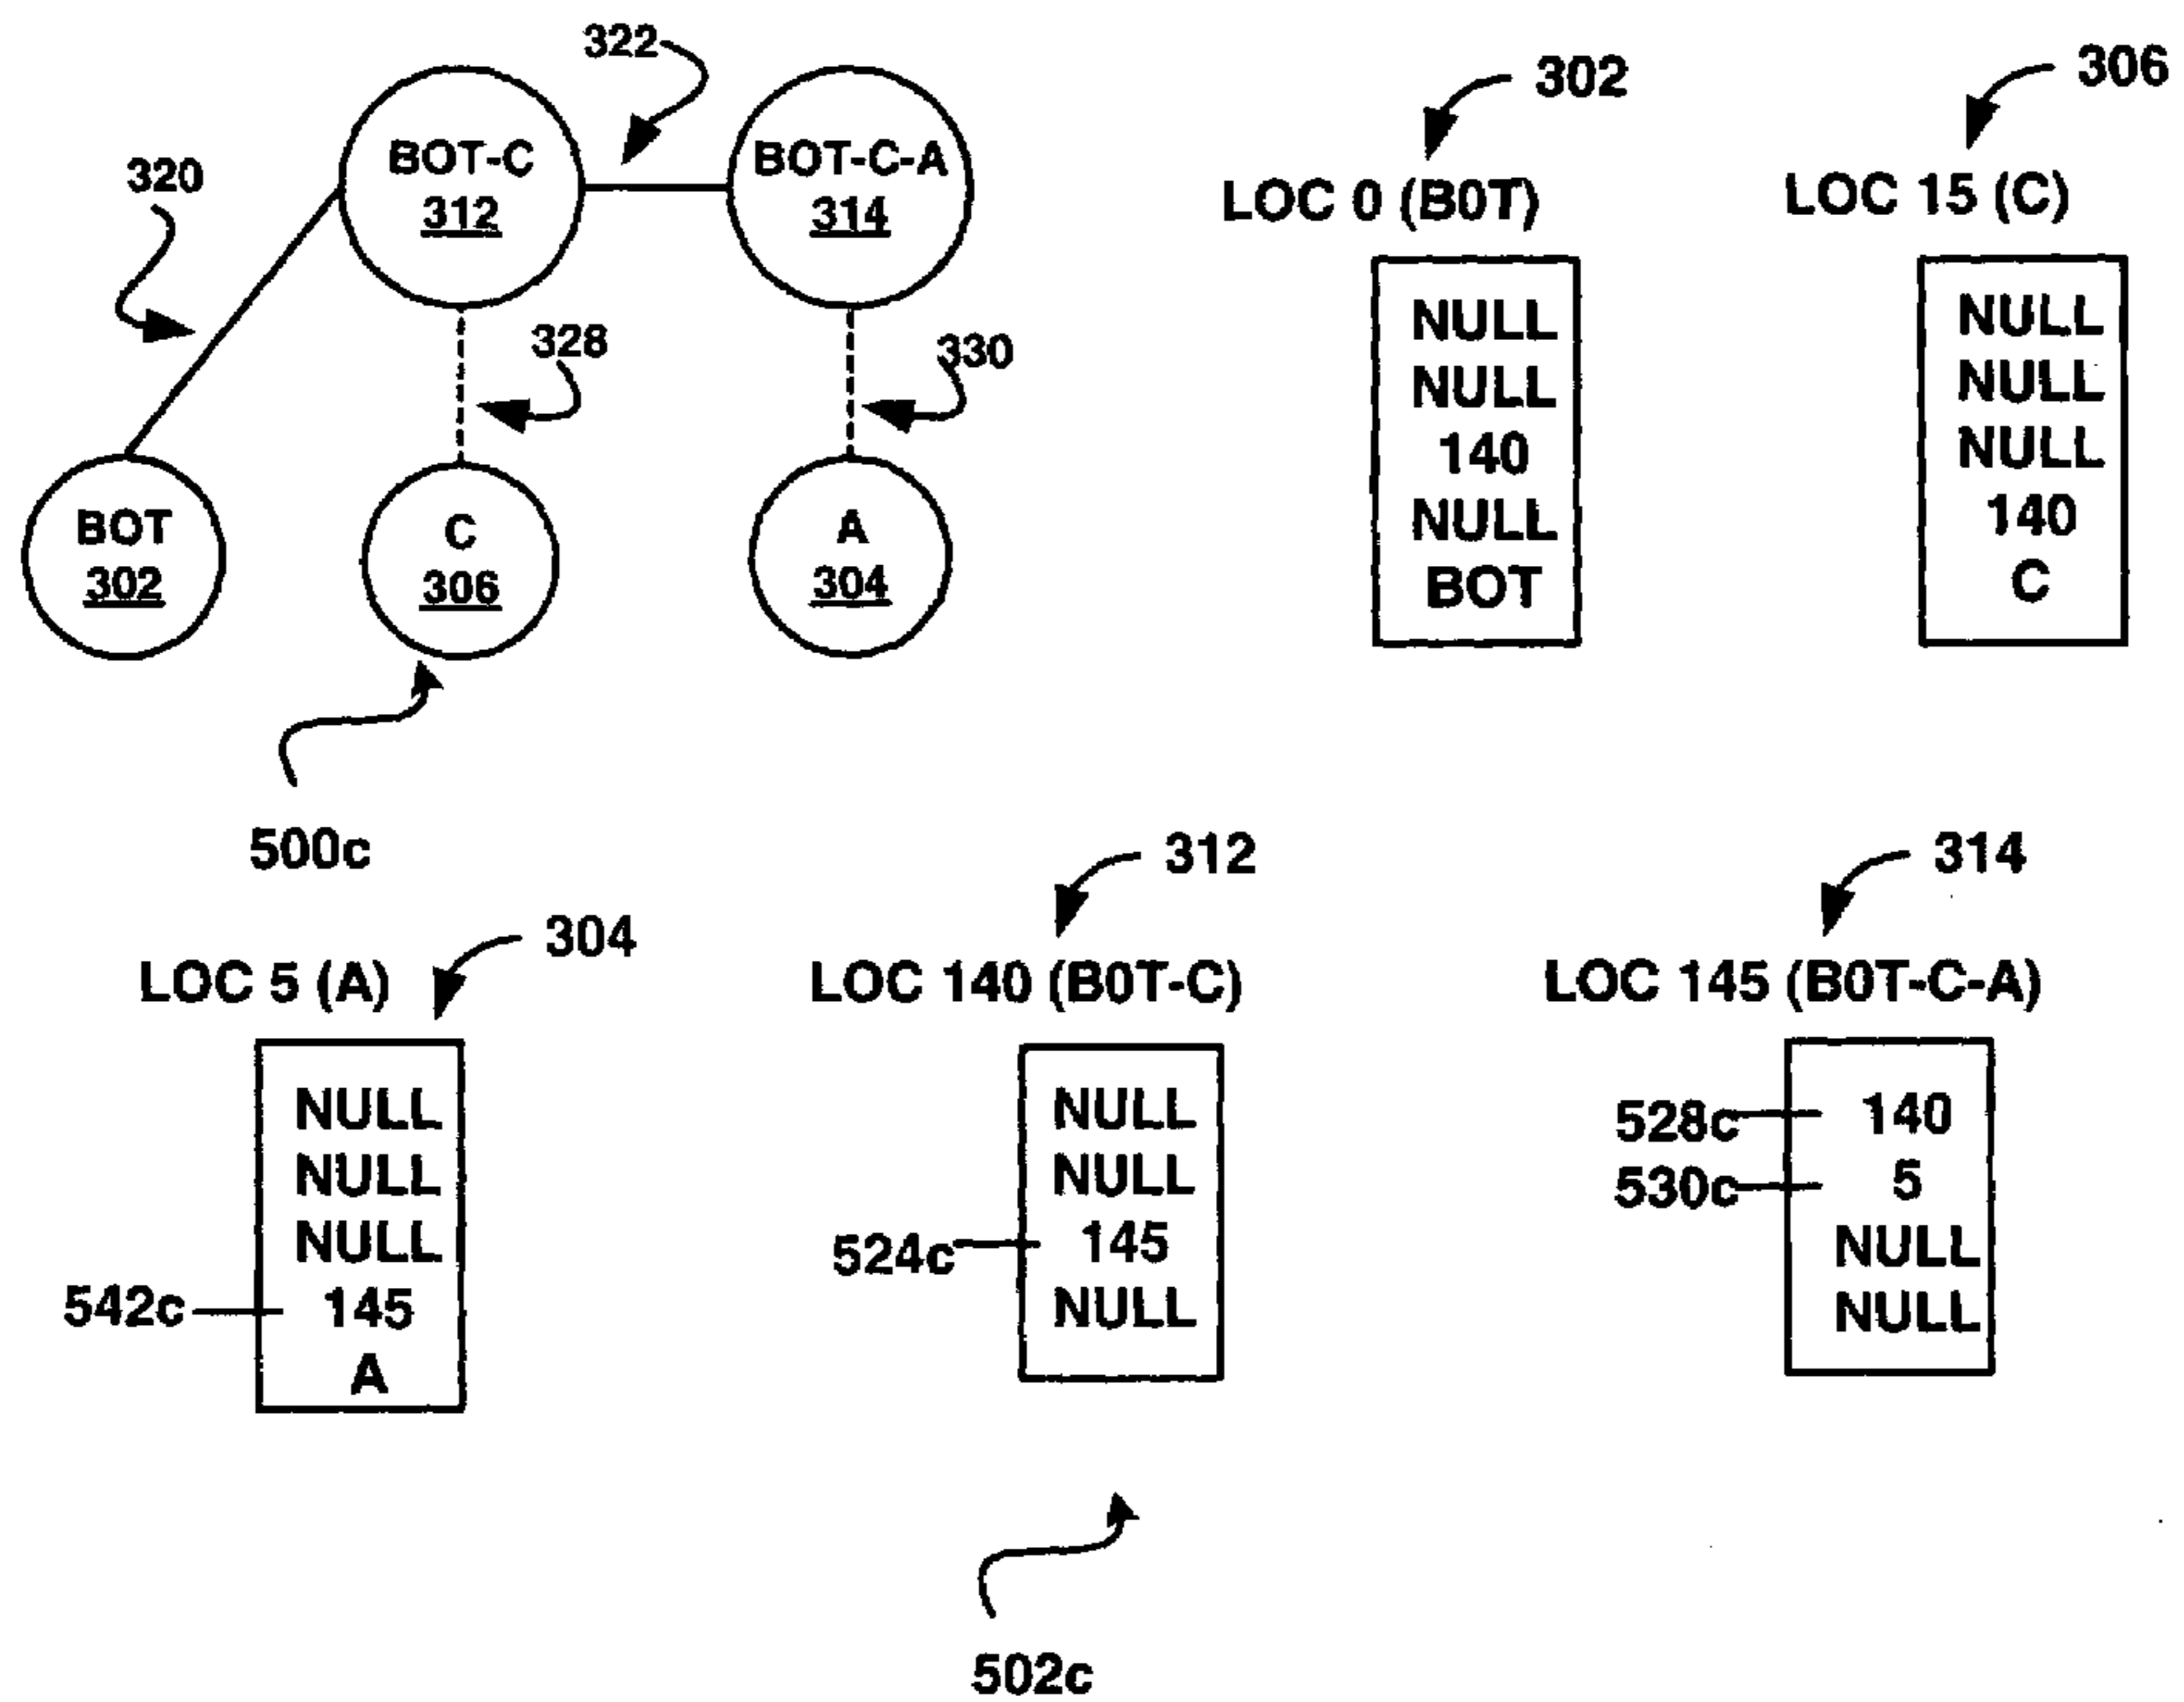 322
BOT-C
312
BOT-C-A
314
320
328
330
BOT
302
C
306
A
304
500c
302
LOC 0 (B0T)
NULL
NULL
140
NULL
BOT
306
LOC 15 (C)
NULL
NULL
NULL
140
C
304
LOC 5 (A)
NULL
NULL
NULL
542c
145
A
312
LOC 140 (B0T-C)
NULL
NULL
524c
145
NULL
314
LOC 145 (B0T-C-A)
528c
140
530c
5
NULL
NULL
502c